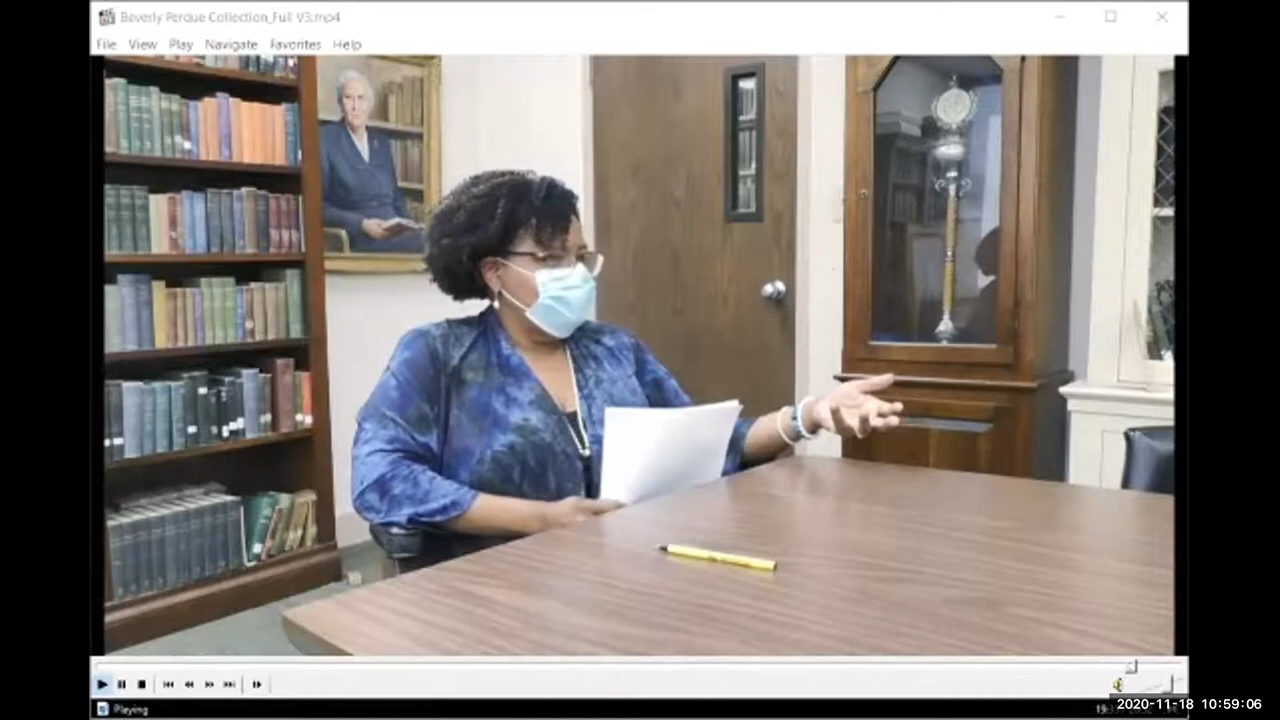 Beverly Perdue Collection_Full V3.mp4
File View Play Navigate Favorites Help
Playing
2020-11-18 10:59:06